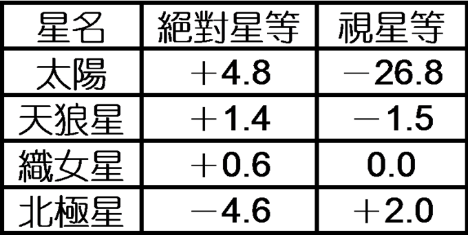 星名 絕對星等 視星等
太陽 +4.8 －26.8
天狼星 +1.4 －1.5
織女星 +0.6 0.0
北極星 －4.6 +2.0